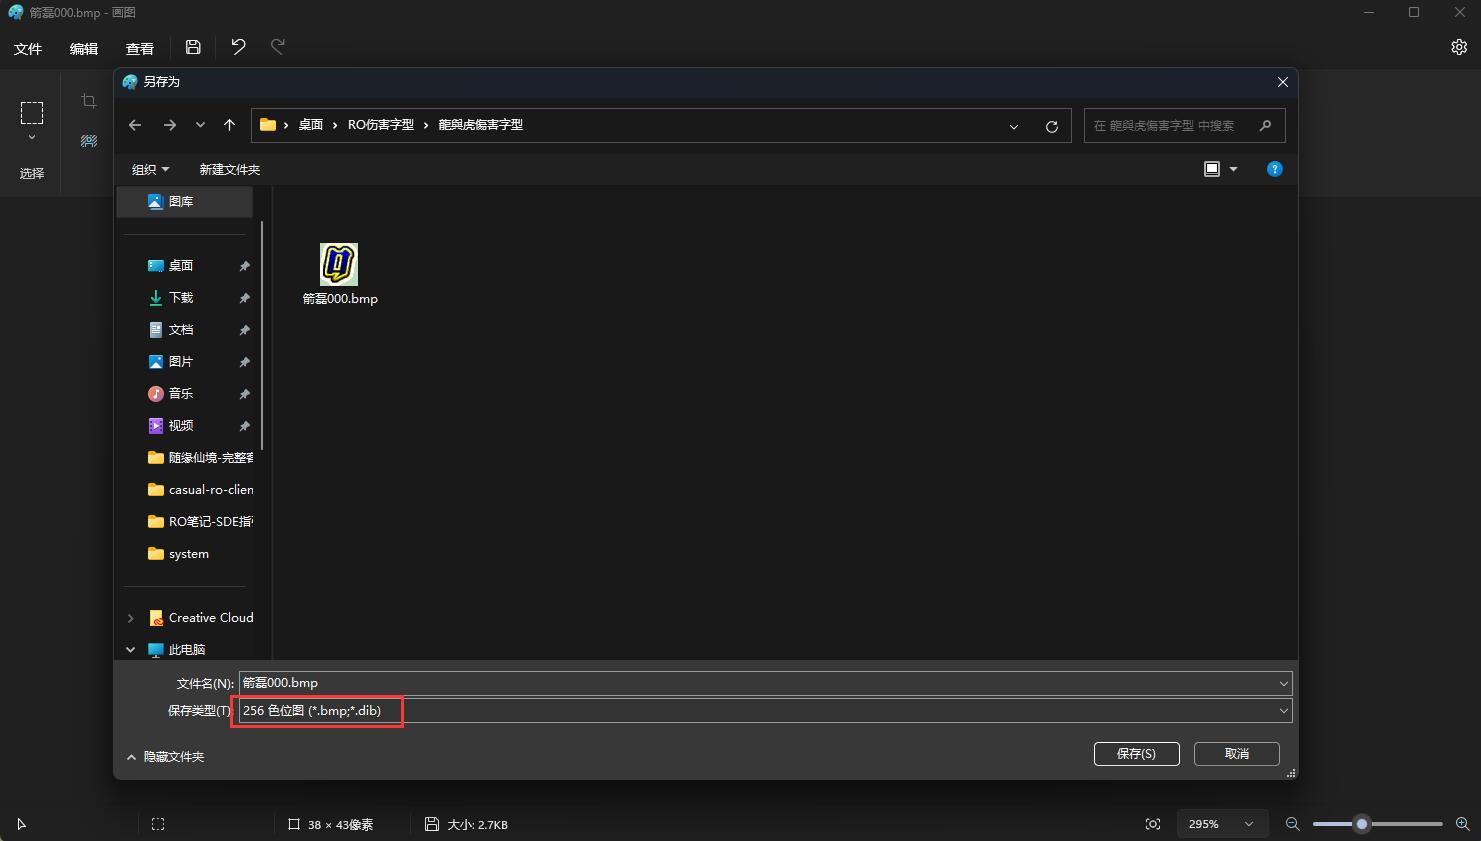 箭磊000.bmp - 画图
文件 编辑 查看
另存为
桌面 › RO伤害字型 › 龍與虎傷害字型
在 龍與虎傷害字型 中搜索
组织 新建文件夹
选择
图库
桌面
下载
文档
图片
音乐
视频
随缘仙境-完整客
casual-ro-clien
RO笔记-SDE指
system
Creative Cloud
此电脑
箭磊000.bmp
文件名(N): 箭磊000.bmp
保存类型(T): 256 色位图 (*.bmp;*.dib)
隐藏文件夹
保存(S) 取消
38 × 43像素
大小: 2.7KB
295%